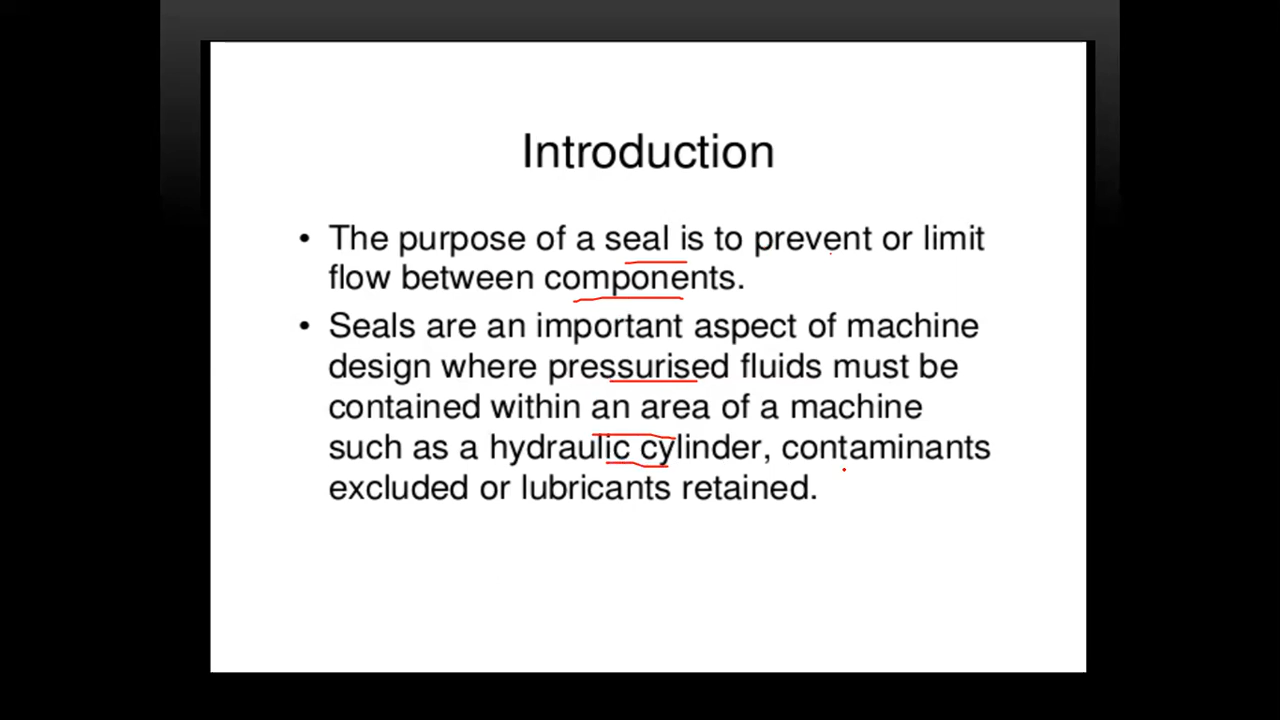 Introduction
• The purpose of a seal is to prevent or limit
flow between components.
• Seals are an important aspect of machine
design where pressurised fluids must be
contained within an area of a machine
such as a hydraulic cylinder, contaminants
excluded or lubricants retained.